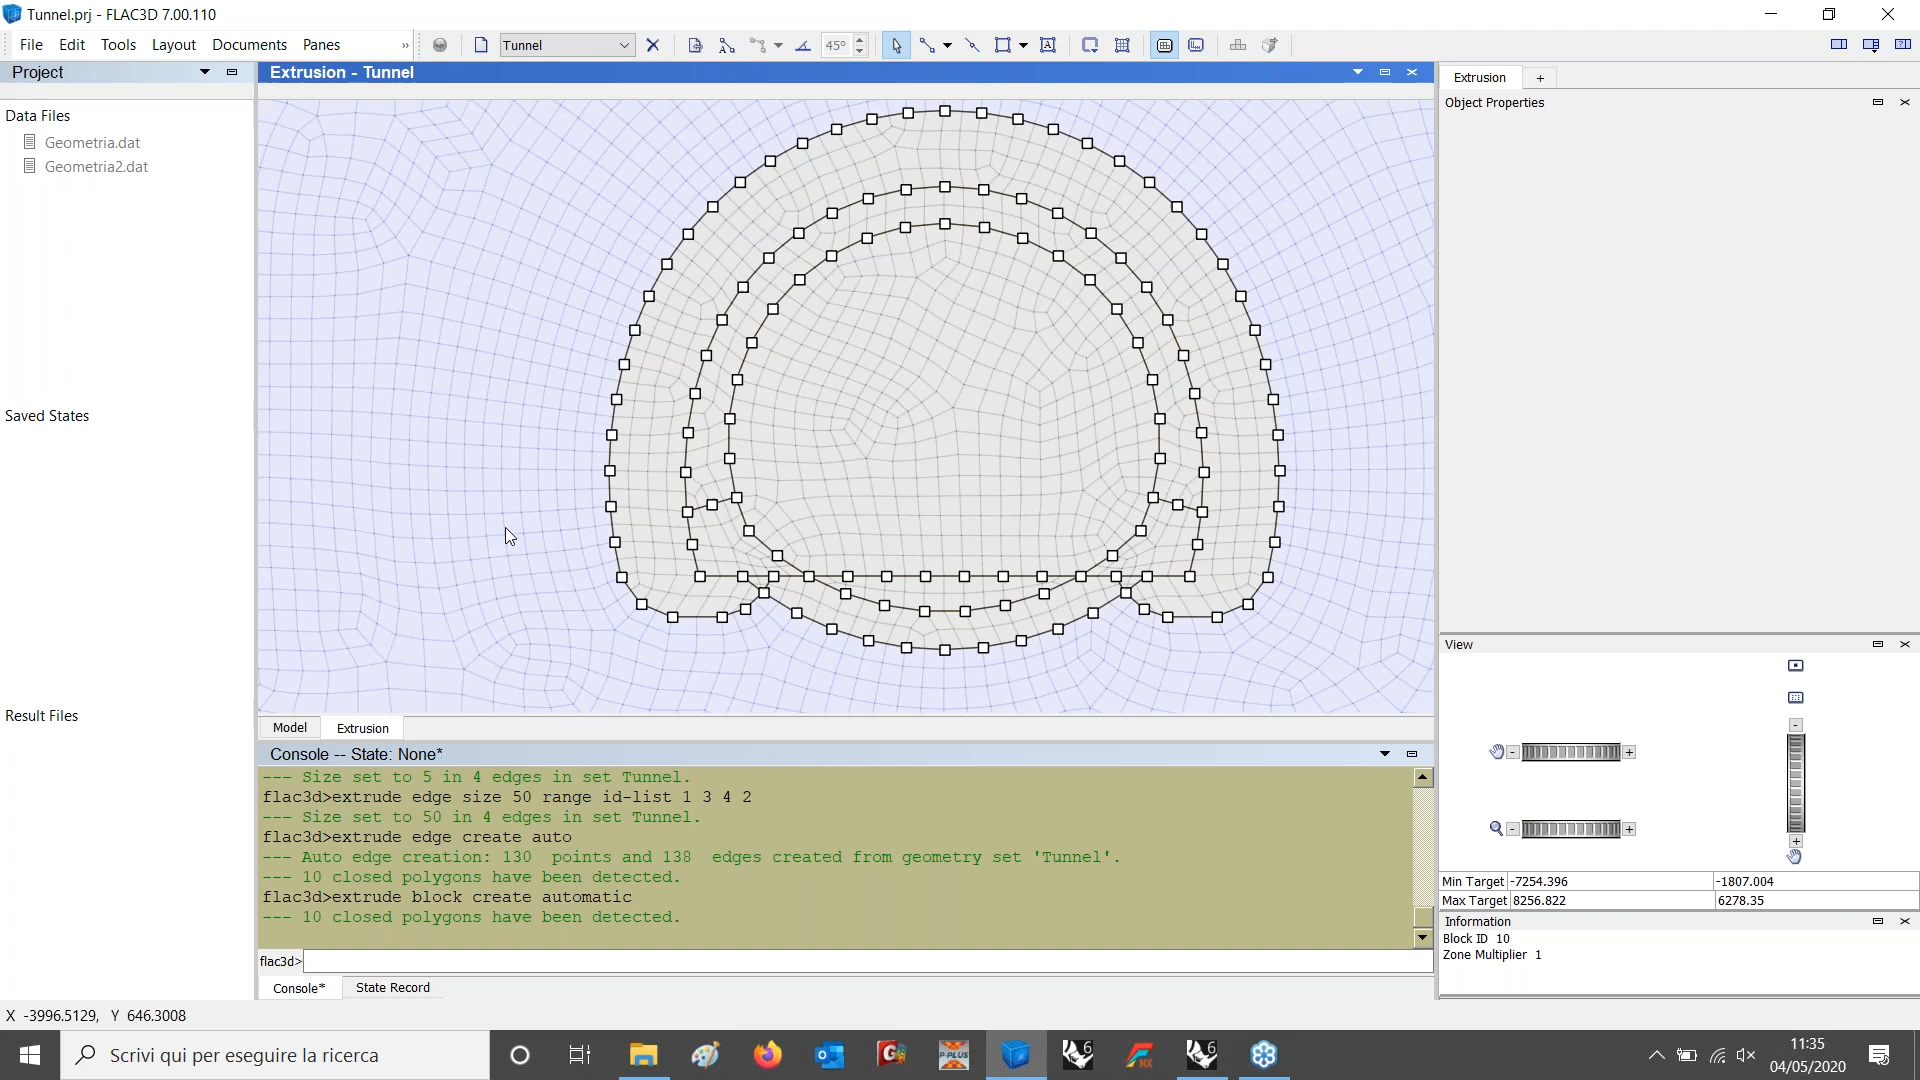 Tunnel.prj - FLAC3D 7.00.110
File Edit Tools Layout Documents Panes » Tunnel 45°
Project
Extrusion - Tunnel
Extrusion +
Object Properties
Data Files
Geometria.dat
Geometria2.dat
Saved States
Result Files
Model Extrusion
Console -- State: None*
--- Size set to 5 in 4 edges in set Tunnel.
flac3d>extrude edge size 50 range id-list 1 3 4 2
--- Size set to 50 in 4 edges in set Tunnel.
flac3d>extrude edge create auto
--- Auto edge creation: 130 points and 138 edges created from geometry set 'Tunnel'.
--- 10 closed polygons have been detected.
flac3d>extrude block create automatic
--- 10 closed polygons have been detected.
flac3d>
Console* State Record
View
Min Target -7254.396 -1807.004
Max Target 8256.822 6278.35
Information
Block ID 10
Zone Multiplier 1
X -3996.5129, Y 646.3008
Scrivi qui per eseguire la ricerca
P-PLUS
6
NX
6
11:35
04/05/2020